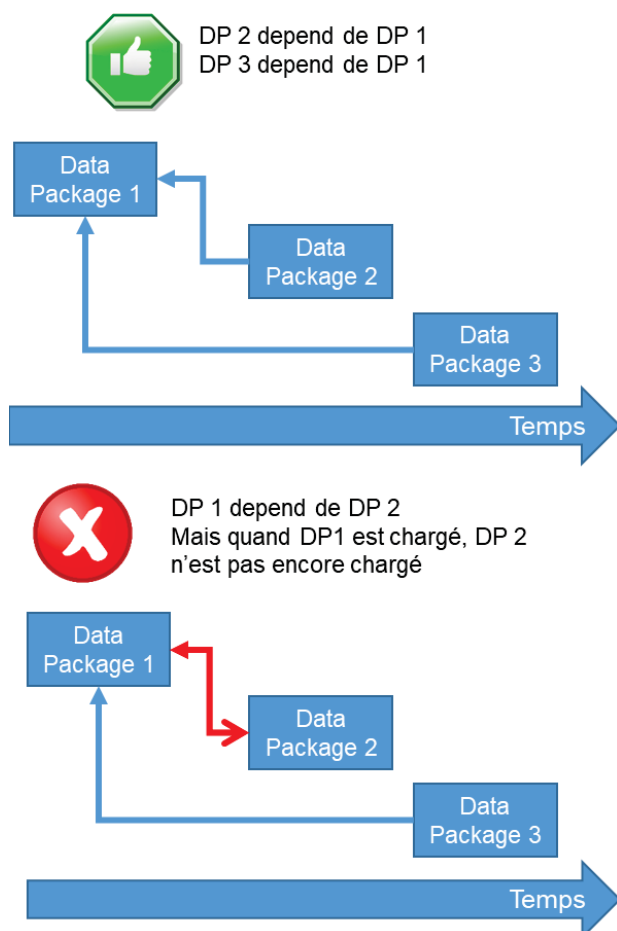 DP 2 depend de DP 1
DP 3 depend de DP 1
Data
Package 1
Data
Package 2
Data
Package 3
Temps
DP 1 depend de DP 2
Mais quand DP1 est chargé, DP 2
n'est pas encore chargé
Data
Package 1
Data
Package 2
Data
Package 3
Temps